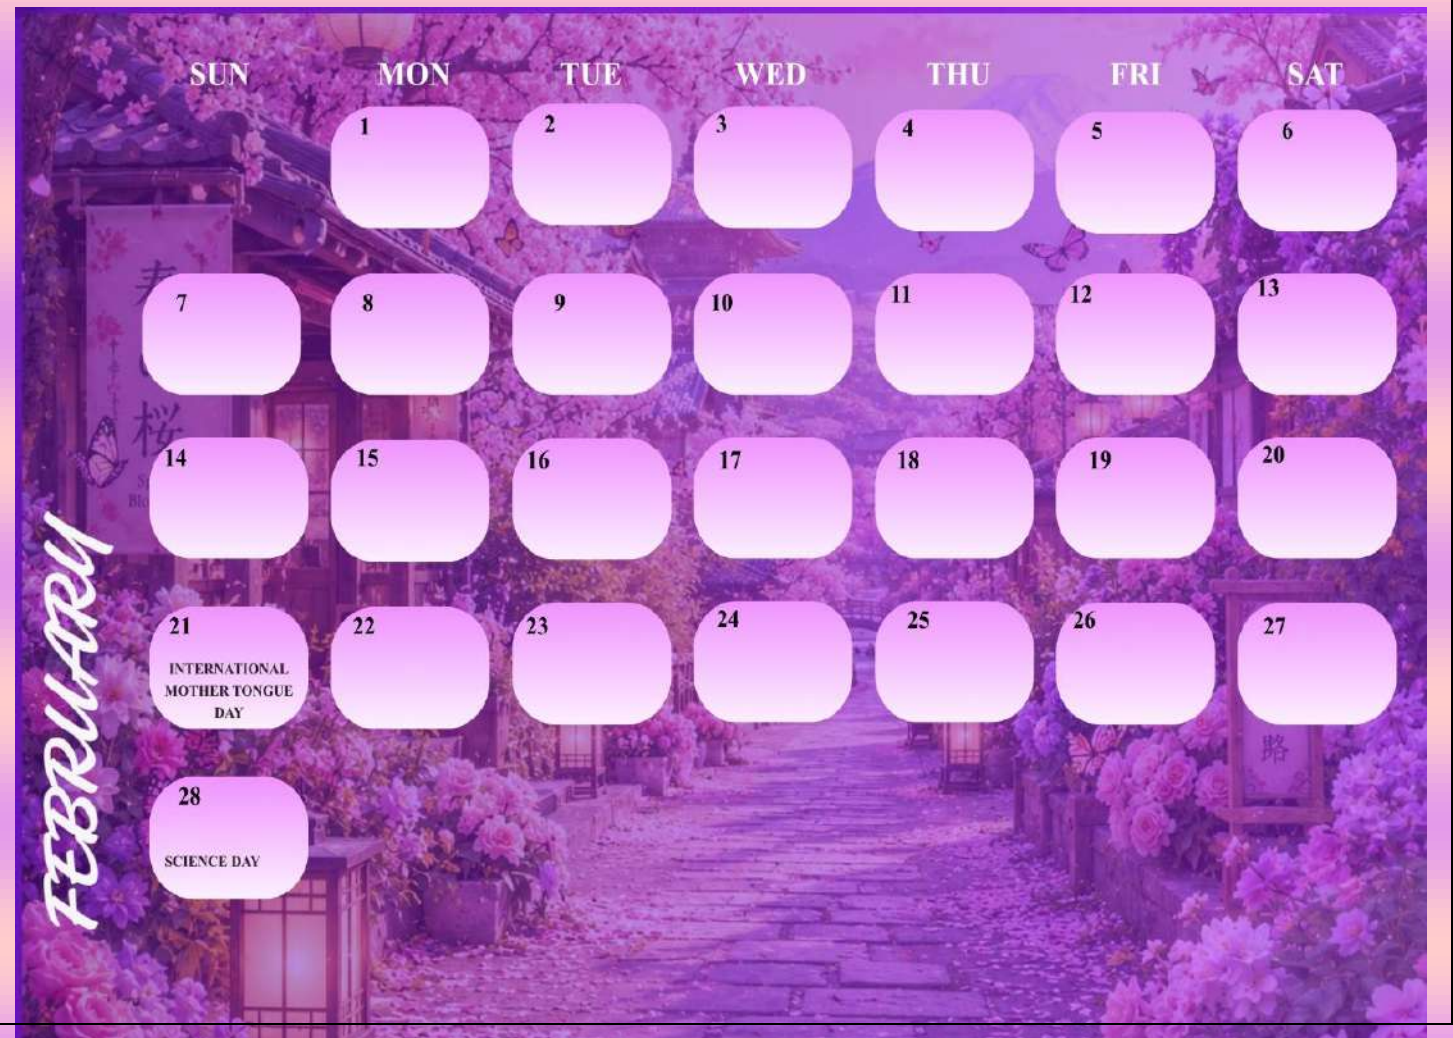 SUN MON TUE WED THU FRI SAT
1 2 3 4 5 6
7 8 9 10 11 12 13
14 15 16 17 18 19 20
21 22 23 24 25 26 27
INTERNATIONAL
MOTHER TONGUE
DAY
28
SCIENCE DAY
FEBRUARY
桜
路